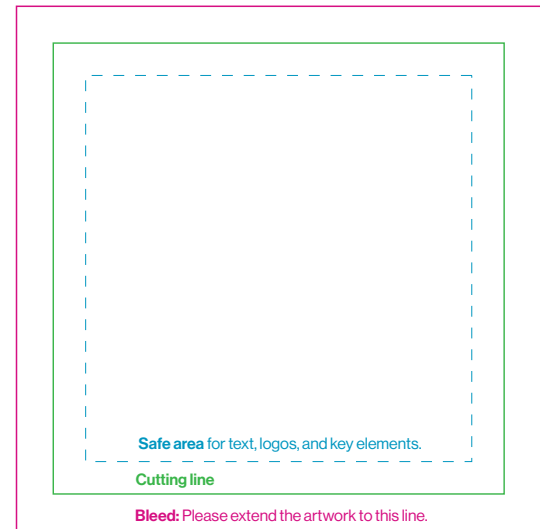 Safe area for text, logos, and key elements.
Cutting line
Bleed: Please extend the artwork to this line.